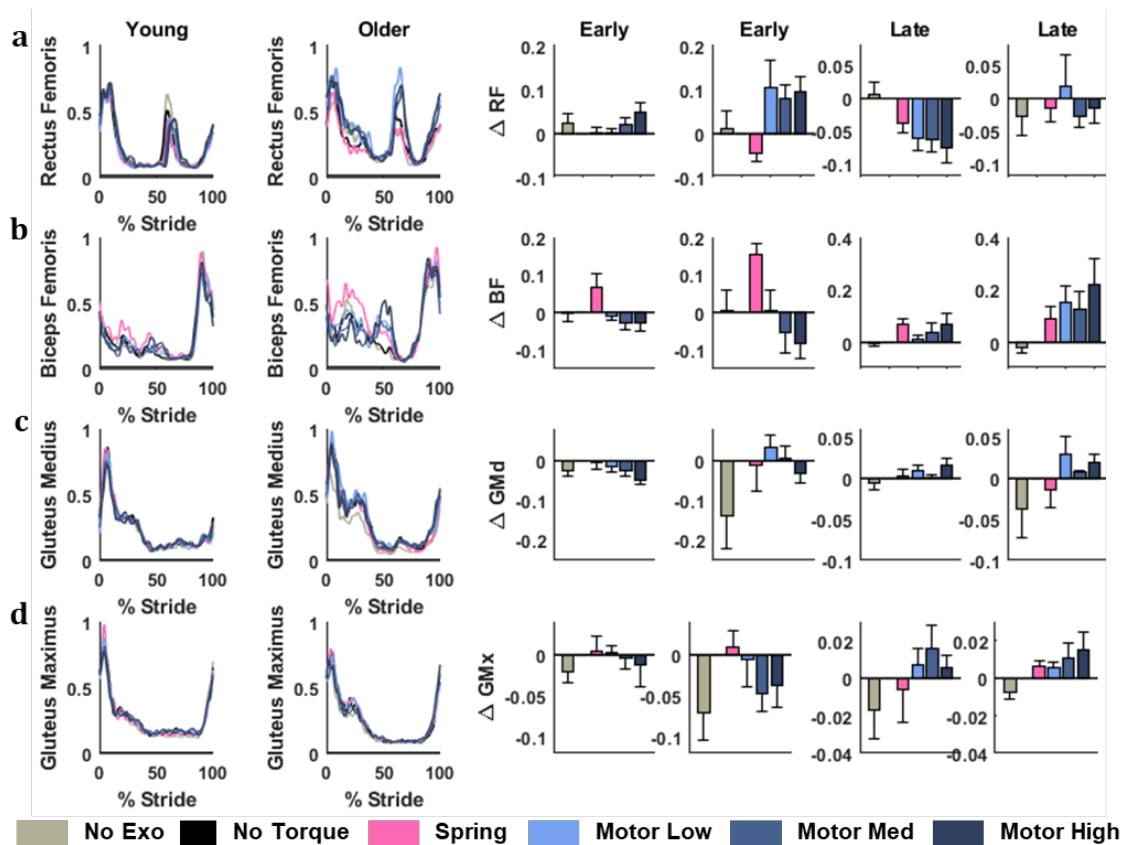 a
Young Older Early Early Late Late
Rectus Femoris
1
0.5
0
0 50 100
% Stride
Rectus Femoris
1
0.5
0
0 50 100
% Stride
△ RF
0.2
0.1
0
-0.1
0.2
0.1
0
-0.1
0.05
0
-0.05
-0.1
0.05
0
-0.05
-0.1
b
Biceps Femoris
1
0.5
0
0 50 100
% Stride
Biceps Femoris
1
0.5
0
0 50 100
% Stride
△ BF
0.2
0.1
0
-0.1
0.2
0.1
0
-0.1
0.4
0.2
0
0.4
0.2
0
c
Gluteus Medius
1
0.5
0
0 50 100
% Stride
Gluteus Medius
1
0.5
0
0 50 100
% Stride
△ GMd
0
-0.1
-0.2
0
-0.1
-0.2
0.05
0
-0.05
-0.1
0.05
0
-0.05
-0.1
d
Gluteus Maximus
1
0.5
0
0 50 100
% Stride
Gluteus Maximus
1
0.5
0
0 50 100
% Stride
△ GMx
0
-0.05
-0.1
0
-0.05
-0.1
0.02
0
-0.02
-0.04
0.02
0
-0.02
-0.04
No Exo No Torque Spring Motor Low Motor Med Motor High